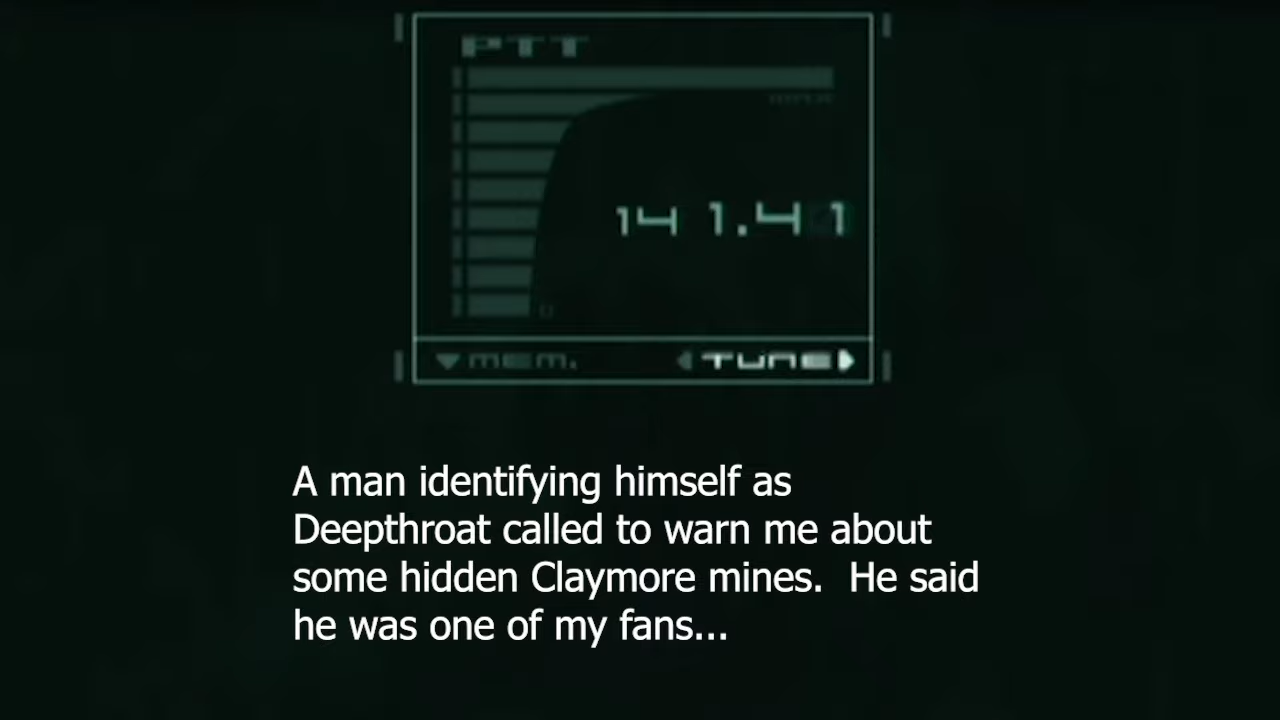 PTT
141.41
MEM.
TUNE
A man identifying himself as
Deepthroat called to warn me about
some hidden Claymore mines.  He said
he was one of my fans...